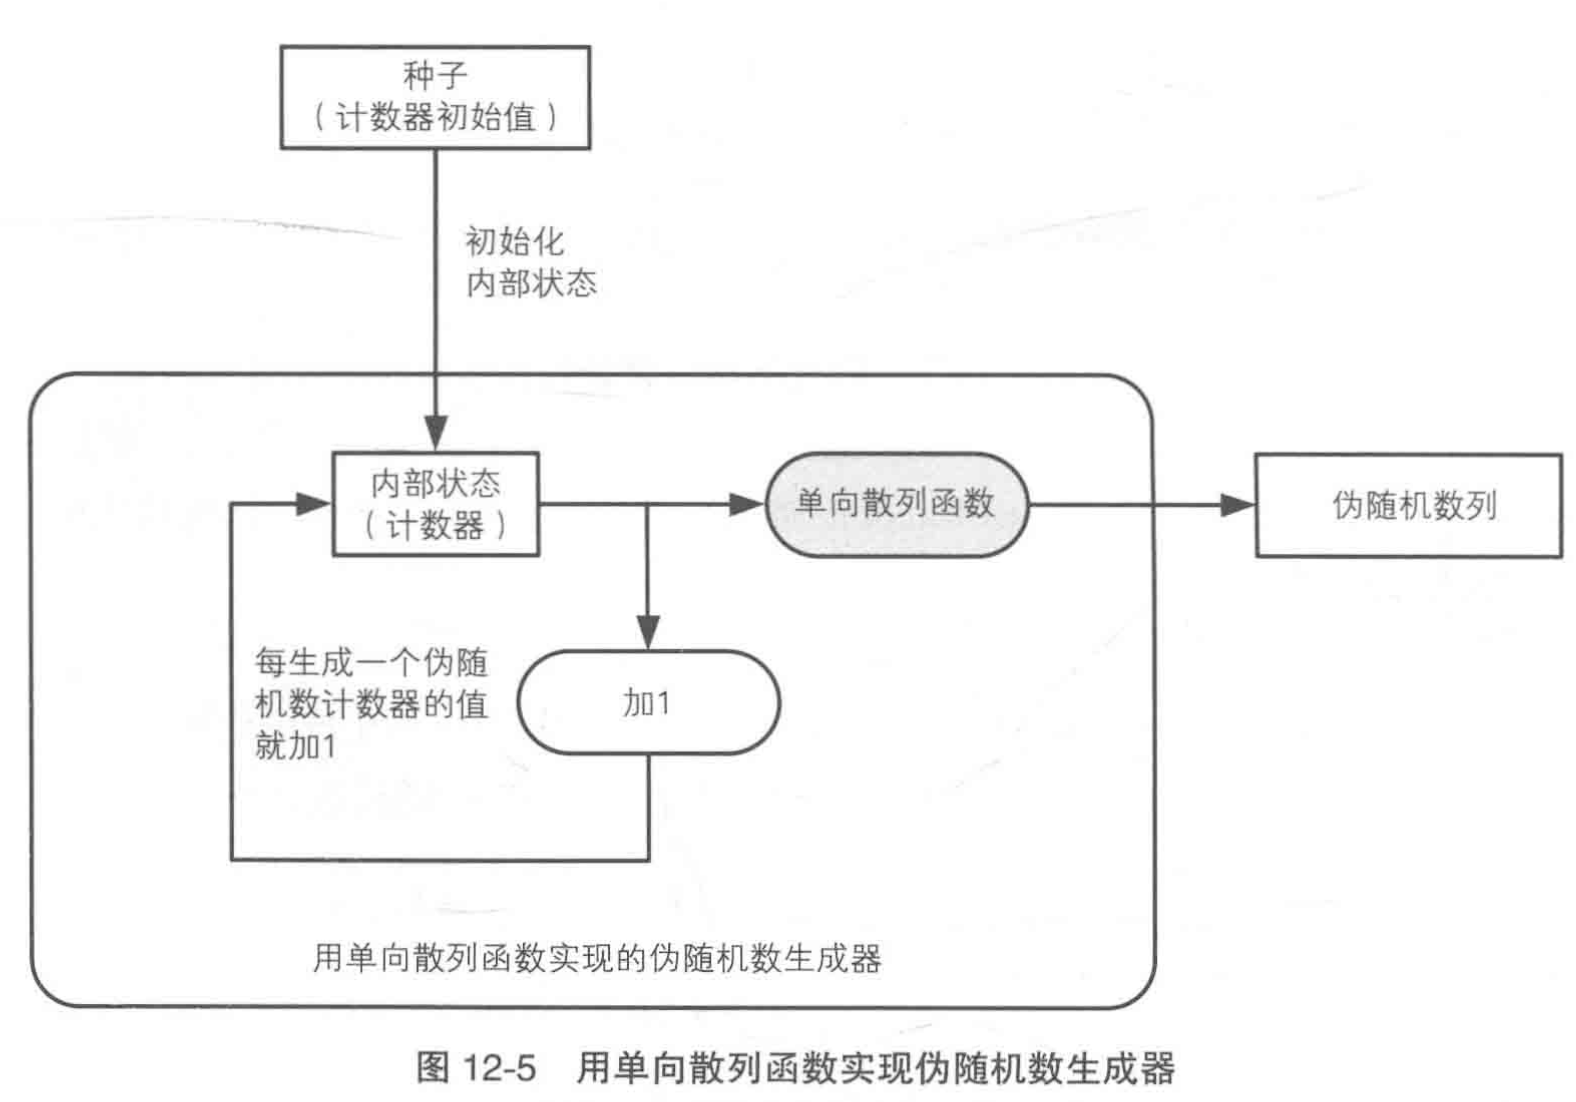 种子
（计数器初始值）
初始化
内部状态
内部状态
（计数器）
单向散列函数
伪随机数列
每生成一个伪随
机数计数器的值
就加1
加1
用单向散列函数实现的伪随机数生成器
图 12-5 用单向散列函数实现伪随机数生成器